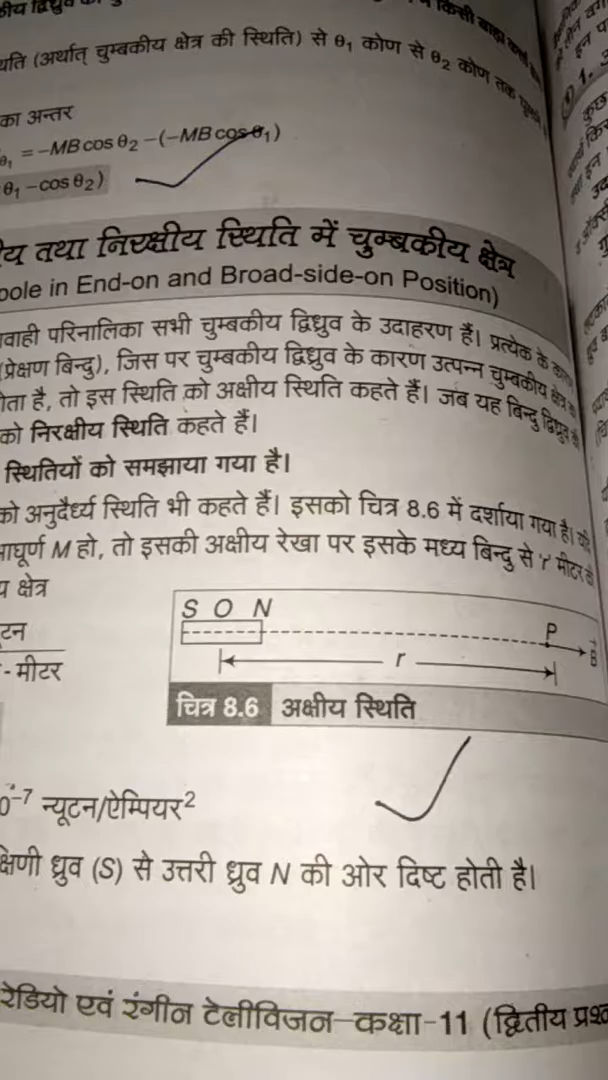 यति (अर्थात् चुम्बकीय क्षेत्र की स्थिति) से θ₁ कोण से θ₂ कोण तक
का अन्तर
θ₁ = –MB cos θ₂ –(–MB cos θ₁)
θ₁ –cos θ₂)
य तथा निरक्षीय स्थिति में चुम्बकीय क्षेत्र
pole in End-on and Broad-side-on Position)
वाही परिनालिका सभी चुम्बकीय द्विध्रुव के उदाहरण हैं। प्रत्येक के
(प्रेक्षण बिन्दु), जिस पर चुम्बकीय द्विध्रुव के कारण उत्पन्न चुम्बकीय क्षेत्र
ोता है, तो इस स्थिति को अक्षीय स्थिति कहते हैं। जब यह बिन्दु द्विध्रुव
को निरक्षीय स्थिति कहते हैं।
स्थितियों को समझाया गया है।
को अनुदैर्ध्य स्थिति भी कहते हैं। इसको चित्र 8.6 में दर्शाया गया है।
घूर्ण M हो, तो इसकी अक्षीय रेखा पर इसके मध्य बिन्दु से 'r' मीटर
य क्षेत्र
S O N
टन
P
B
- मीटर
r
चित्र 8.6 अक्षीय स्थिति
0⁻⁷ न्यूटन/ऐम्पियर²
क्षिणी ध्रुव (S) से उत्तरी ध्रुव N की ओर दिष्ट होती है।
रेडियो एवं रंगीन टेलीविजन–कक्षा-11 (द्वितीय